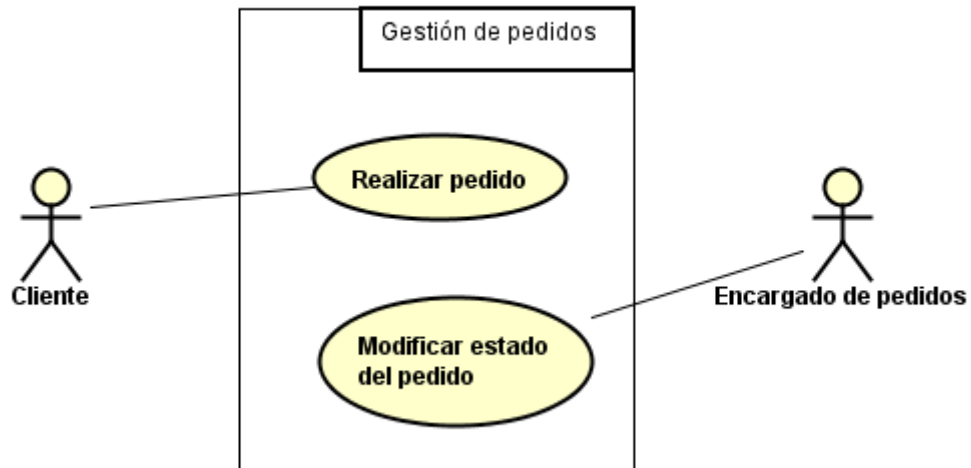 Gestión de pedidos
Realizar pedido
Cliente
Encargado de pedidos
Modificar estado
del pedido